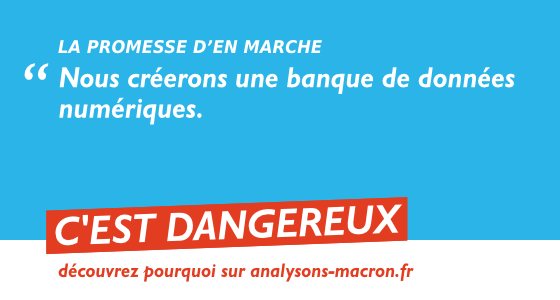 LA PROMESSE D’EN MARCHE
“ Nous créerons une banque de données
numériques.
C'EST DANGEREUX
découvrez pourquoi sur analysons-macron.fr